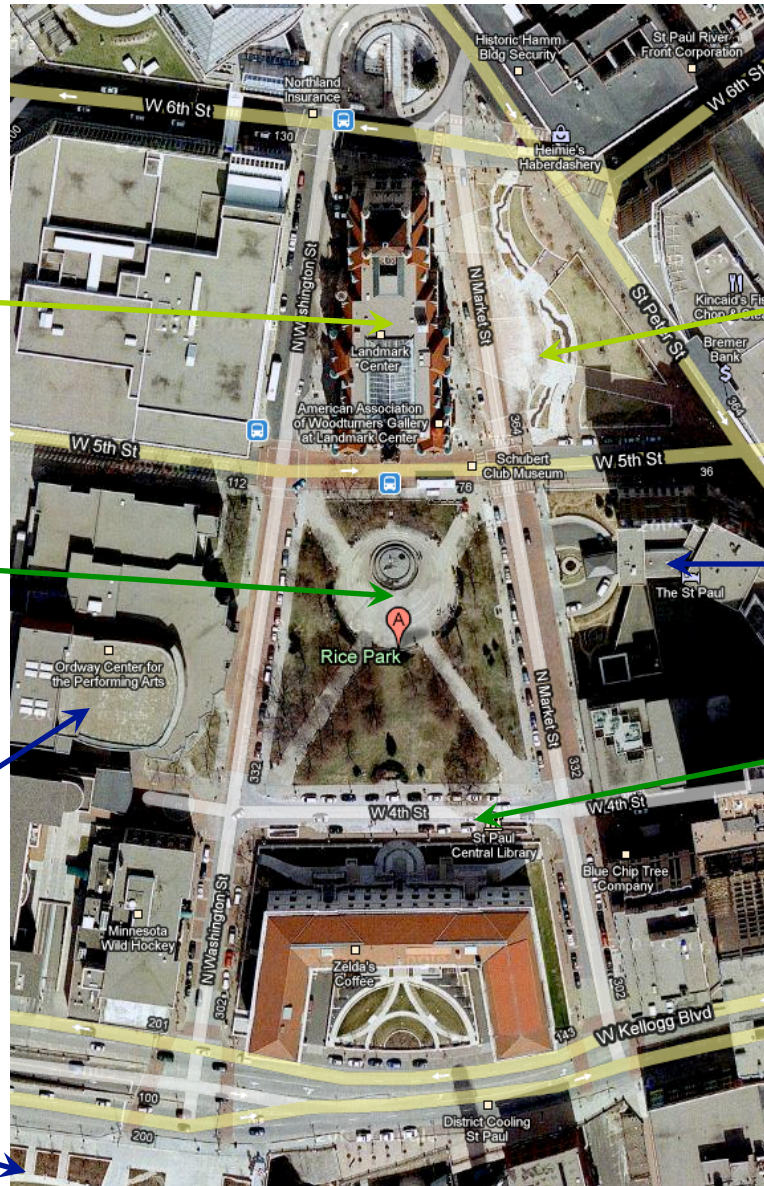 Historic Hamm
Bldg Security
St Paul River
Front Corporation
Northland
Insurance
W 6th St
W 6th St
130
Heimie's
Haberdashery
N Washington St
N Market St
St Peter St
Kincaid's Fis
Chop & Stea
Bremer
Bank
$
Landmark
Center
American Association
of Woodturners Gallery
at Landmark Center
364
364
W 5th St
112
76
Schubert
Club Museum
W 5th St
36
The St Paul
A
Rice Park
Ordway Center for
the Performing Arts
N Market St
332
332
W 4th St
W 4th St
St Paul
Central Library
Blue Chip Tree
Company
Minnesota
Wild Hockey
N Washington St
Zelda's
Coffee
302
302
201
143
W Kellogg Blvd
100
200
District Cooling
St Paul